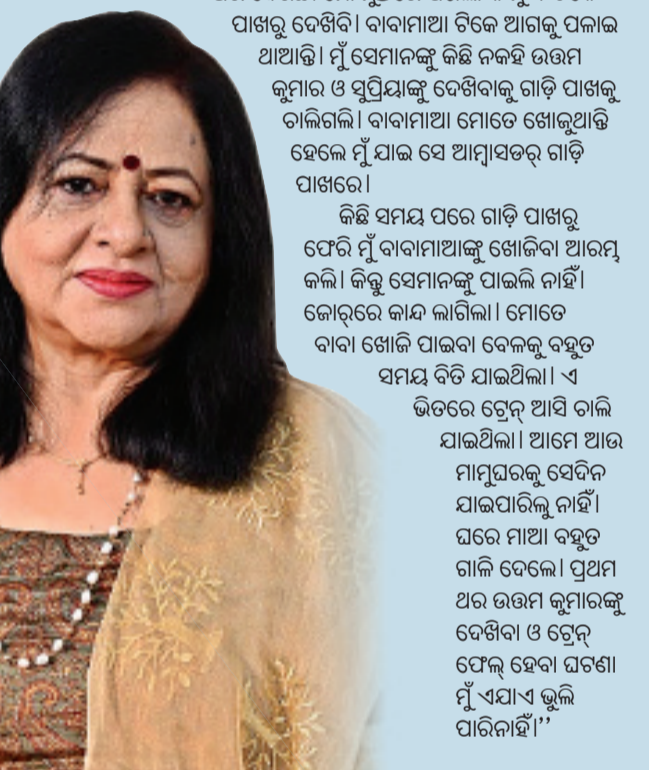 ପାଖରୁ ଦେଖିବି। ବାବାମାଆ ଟିକେ ଆଗକୁ ପଳାଇ
ଥାଆନ୍ତି। ମୁଁ ସେମାନଙ୍କୁ କିଛି ନକହି ଉତ୍ତମ
କୁମାର ଓ ସୁପ୍ରିୟାଙ୍କୁ ଦେଖିବାକୁ ଗାଡ଼ି ପାଖକୁ
ଚାଲିଗଲି। ବାବାମାଆ ମୋତେ ଖୋଜୁଥାନ୍ତି
ହେଲେ ମୁଁ ଯାଇ ସେ ଆମ୍ବାସଡର୍ ଗାଡ଼ି
ପାଖରେ।
କିଛି ସମୟ ପରେ ଗାଡ଼ି ପାଖରୁ
ଫେରି ମୁଁ ବାବାମାଆଙ୍କୁ ଖୋଜିବା ଆରମ୍ଭ
କଲି। କିନ୍ତୁ ସେମାନଙ୍କୁ ପାଇଲି ନାହିଁ।
ଜୋର୍‌ରେ କାନ୍ଦ ଲାଗିଲା। ମୋତେ
ବାବା ଖୋଜି ପାଇବା ବେଳକୁ ବହୁତ
ସମୟ ବିତି ଯାଇଥିଲା। ଏ
ଭିତରେ ଟ୍ରେନ୍ ଆସି ଚାଲି
ଯାଇଥିଲା। ଆମେ ଆଉ
ମାମୁଘରକୁ ସେଦିନ
ଯାଇପାରିଲୁ ନାହିଁ।
ଘରେ ମାଆ ବହୁତ
ଗାଳି ଦେଲେ। ପ୍ରଥମ
ଥର ଉତ୍ତମ କୁମାରଙ୍କୁ
ଦେଖିବା ଓ ଟ୍ରେନ୍
ଫେଲ୍ ହେବା ଘଟଣା
ମୁଁ ଏଯାଏ ଭୁଲି
ପାରିନାହିଁ।’’